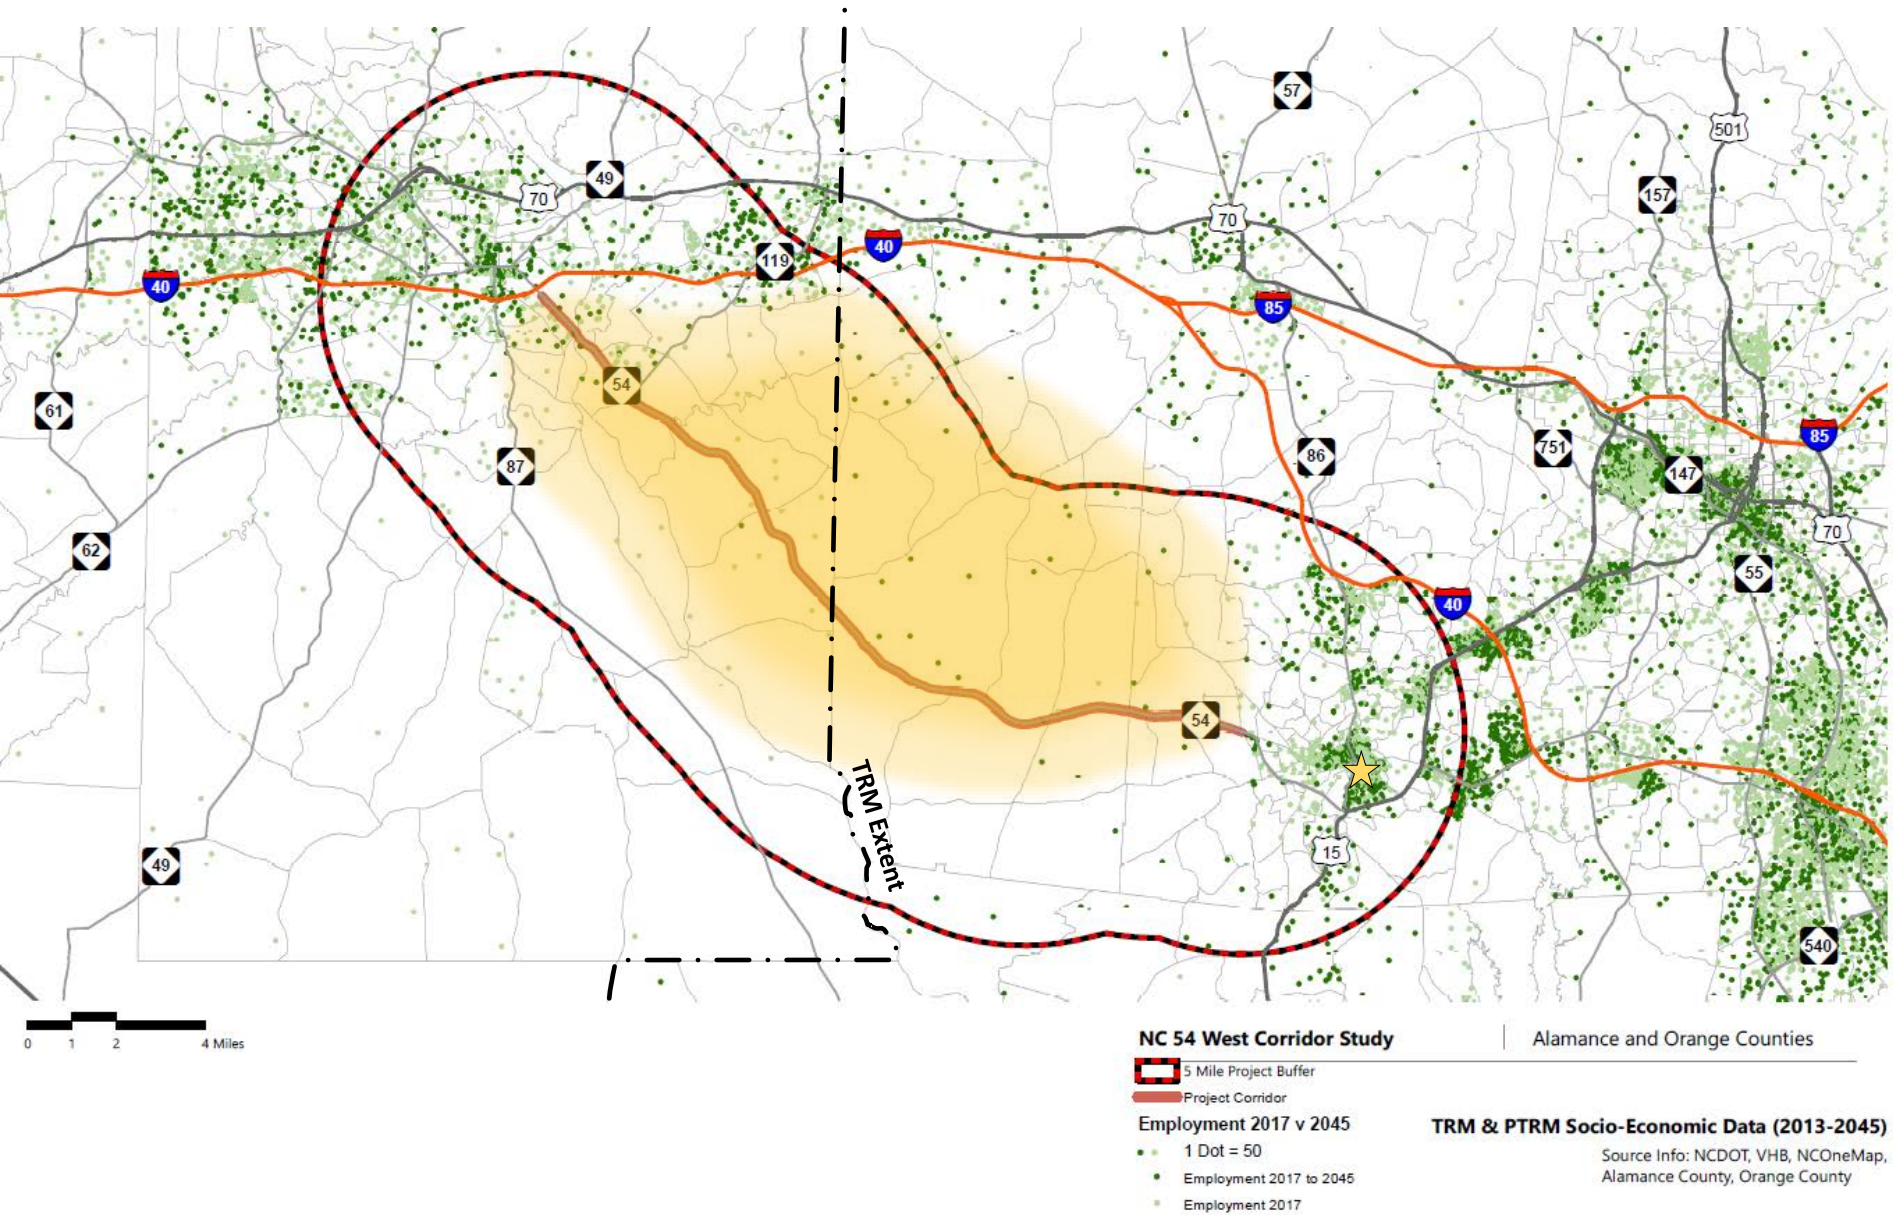 57
501
49
70
157
70
119
40
40
85
54
61
85
751
86
87
147
70
62
55
40
54
TRM Extent
15
49
540
0 1 2 4 Miles
NC 54 West Corridor Study | Alamance and Orange Counties
5 Mile Project Buffer
Project Corridor
Employment 2017 v 2045
TRM & PTRM Socio-Economic Data (2013-2045)
1 Dot = 50
Source Info: NCDOT, VHB, NCOneMap,
Employment 2017 to 2045
Alamance County, Orange County
Employment 2017